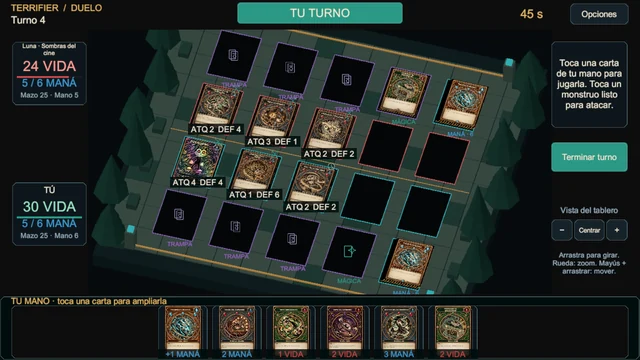 TERRIFIER / DUELO
Turno 4
TU TURNO
45 s
Opciones
Luna · Sombras del cine
24 VIDA
5 / 6 MANÁ
Mazo 25 · Mano 5
TÚ
30 VIDA
5 / 6 MANÁ
Mazo 25 · Mano 6
TRAMPA
TRAMPA
TRAMPA
MÁGICA
MANÁ · 6
ATQ 2 DEF 4
ATQ 3 DEF 1
ATQ 2 DEF 2
ATQ 4 DEF 4
ATQ 1 DEF 6
ATQ 2 DEF 2
TRAMPA
TRAMPA
TRAMPA
MÁGICA
Toca una carta
de tu mano para
jugarla. Toca un
monstruo listo
para atacar.
Terminar turno
Vista del tablero
−
Centrar
+
Arrastra para girar.
Rueda: zoom. Mayús +
arrastrar: mover.
TU MANO · toca una carta para ampliarla
+1 MANÁ
2 MANÁ
1 VIDA
2 VIDA
3 MANÁ
2 VIDA